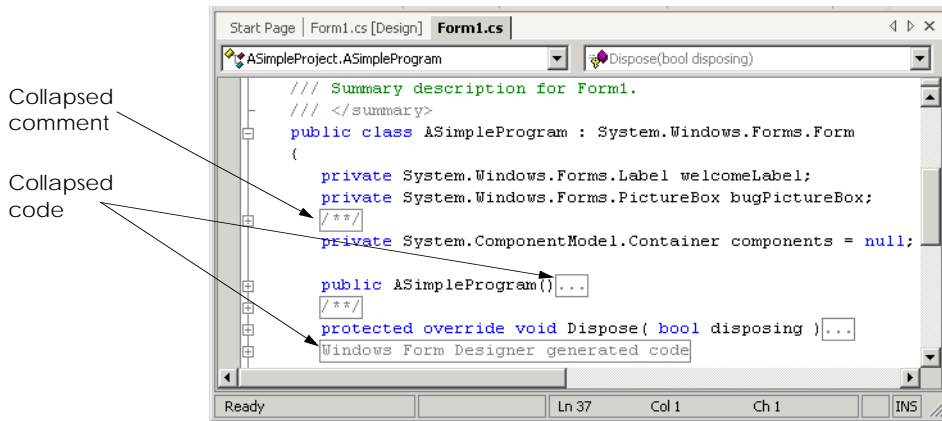 Start Page Form1.cs [Design] Form1.cs
ASimpleProject.ASimpleProgram Dispose(bool disposing)
/// Summary description for Form1.
/// </summary>
public class ASimpleProgram : System.Windows.Forms.Form
{
private System.Windows.Forms.Label welcomeLabel;
private System.Windows.Forms.PictureBox bugPictureBox;
/**/
private System.ComponentModel.Container components = null;
public ASimpleProgram()...
/**/
protected override void Dispose( bool disposing )...
Windows Form Designer generated code
Ready Ln 37 Col 1 Ch 1 INS
Collapsed
comment
Collapsed
code